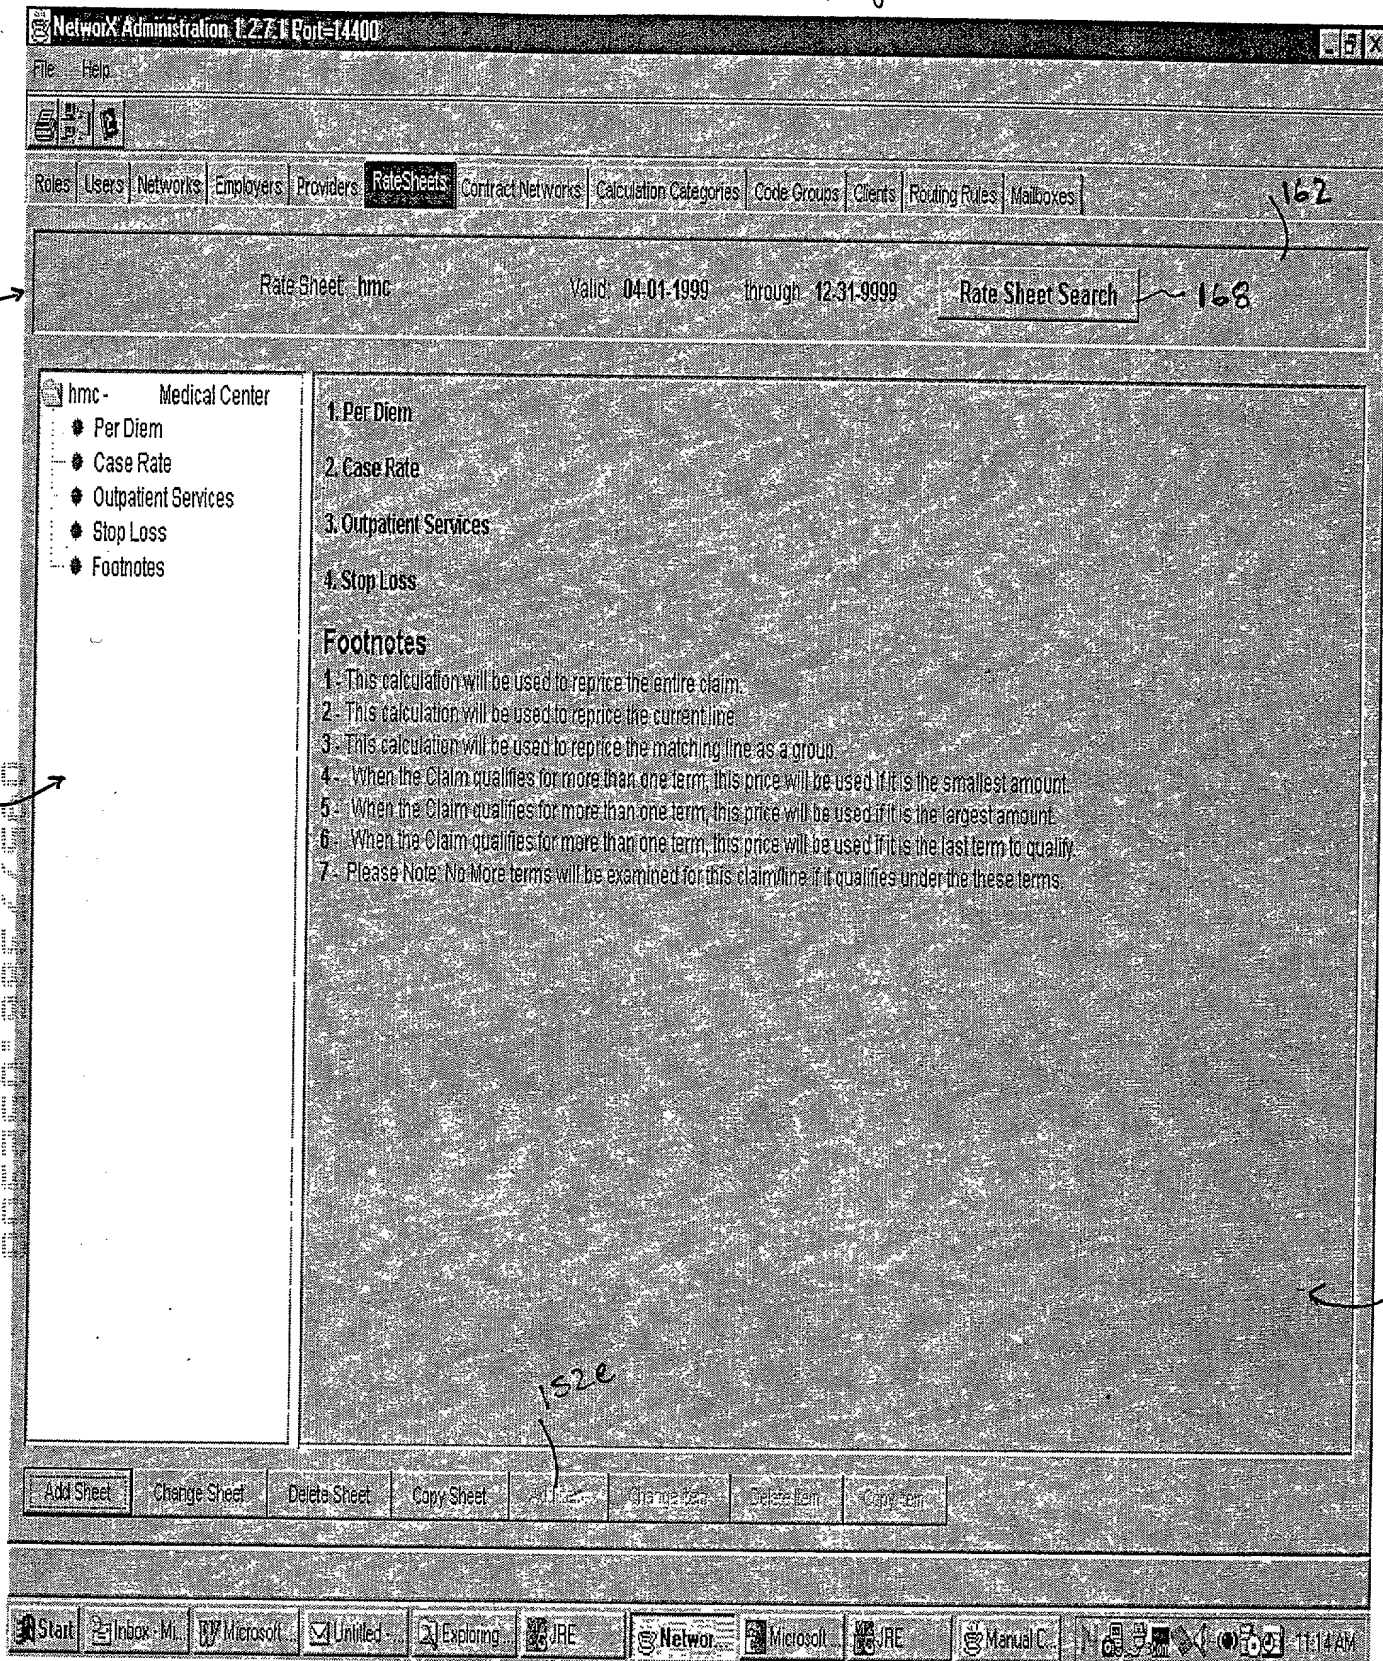 NetworX Administration 1.2.7.1 Port=14400
File Help
Roles Users Networks Employers Providers RateSheets Contract Networks Calculation Categories Code Groups Clients Routing Rules Mailboxes
162
Rate Sheet: hmc Valid: 04-01-1999 through 12-31-9999 Rate Sheet Search 168
hmc - Medical Center
Per Diem
Case Rate
Outpatient Services
Stop Loss
Footnotes
1. Per Diem
2. Case Rate
3. Outpatient Services
4. Stop Loss
Footnotes
1 - This calculation will be used to reprice the entire claim.
2 - This calculation will be used to reprice the current line
3 - This calculation will be used to reprice the matching line as a group.
4 - When the Claim qualifies for more than one term, this price will be used if it is the smallest amount.
5 - When the Claim qualifies for more than one term, this price will be used if it is the largest amount.
6 - When the Claim qualifies for more than one term, this price will be used if it is the last term to qualify.
7 - Please Note: No More terms will be examined for this claim/line if it qualifies under the these terms.
152e
Add Sheet Change Sheet Delete Sheet Copy Sheet Add Item Change Item Delete Item Copy Item
Start Inbox - Mi... Microsoft ... Untitled - ... Exploring ... JRE Networ... Microsoft ... JRE Manual C... 11:14 AM